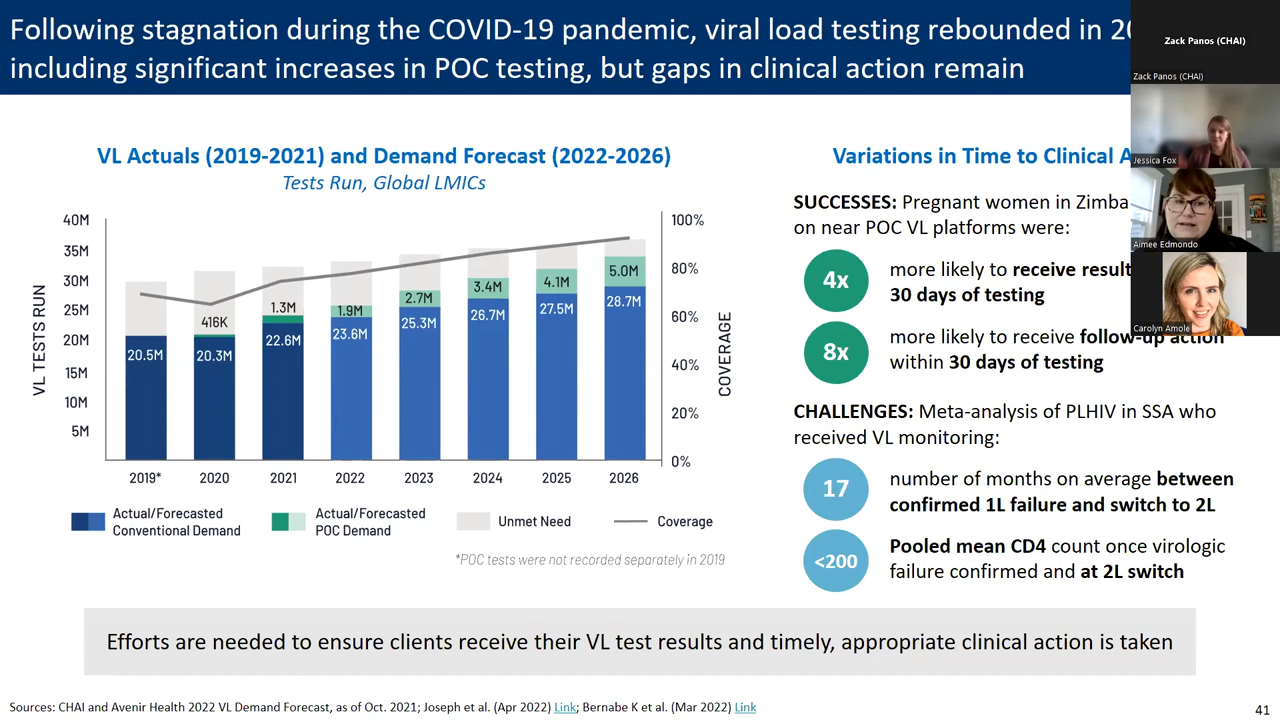 Following stagnation during the COVID-19 pandemic, viral load testing rebounded in 20
including significant increases in POC testing, but gaps in clinical action remain
Zack Panos (CHAI)
Zack Panos (CHAI)
Jessica Fox
Aimee Edmondo
Carolyn Amole
VL Actuals (2019-2021) and Demand Forecast (2022-2026)
Tests Run, Global LMICs
40M
35M
30M
25M
20M
15M
10M
5M
VL TESTS RUN
100%
80%
60%
40%
20%
0%
COVERAGE
20.5M
416K
20.3M
1.3M
22.6M
1.9M
23.6M
2.7M
25.3M
3.4M
26.7M
4.1M
27.5M
5.0M
28.7M
2019* 2020 2021 2022 2023 2024 2025 2026
Actual/Forecasted
Conventional Demand
Actual/Forecasted
POC Demand
Unmet Need
Coverage
*POC tests were not recorded separately in 2019
Variations in Time to Clinical A
SUCCESSES: Pregnant women in Zimba
on near POC VL platforms were:
4x
more likely to receive result
30 days of testing
8x
more likely to receive follow-up action
within 30 days of testing
CHALLENGES: Meta-analysis of PLHIV in SSA who
received VL monitoring:
17
number of months on average between
confirmed 1L failure and switch to 2L
<200
Pooled mean CD4 count once virologic
failure confirmed and at 2L switch
Efforts are needed to ensure clients receive their VL test results and timely, appropriate clinical action is taken
Sources: CHAI and Avenir Health 2022 VL Demand Forecast, as of Oct. 2021; Joseph et al. (Apr 2022) Link; Bernabe K et al. (Mar 2022) Link
41